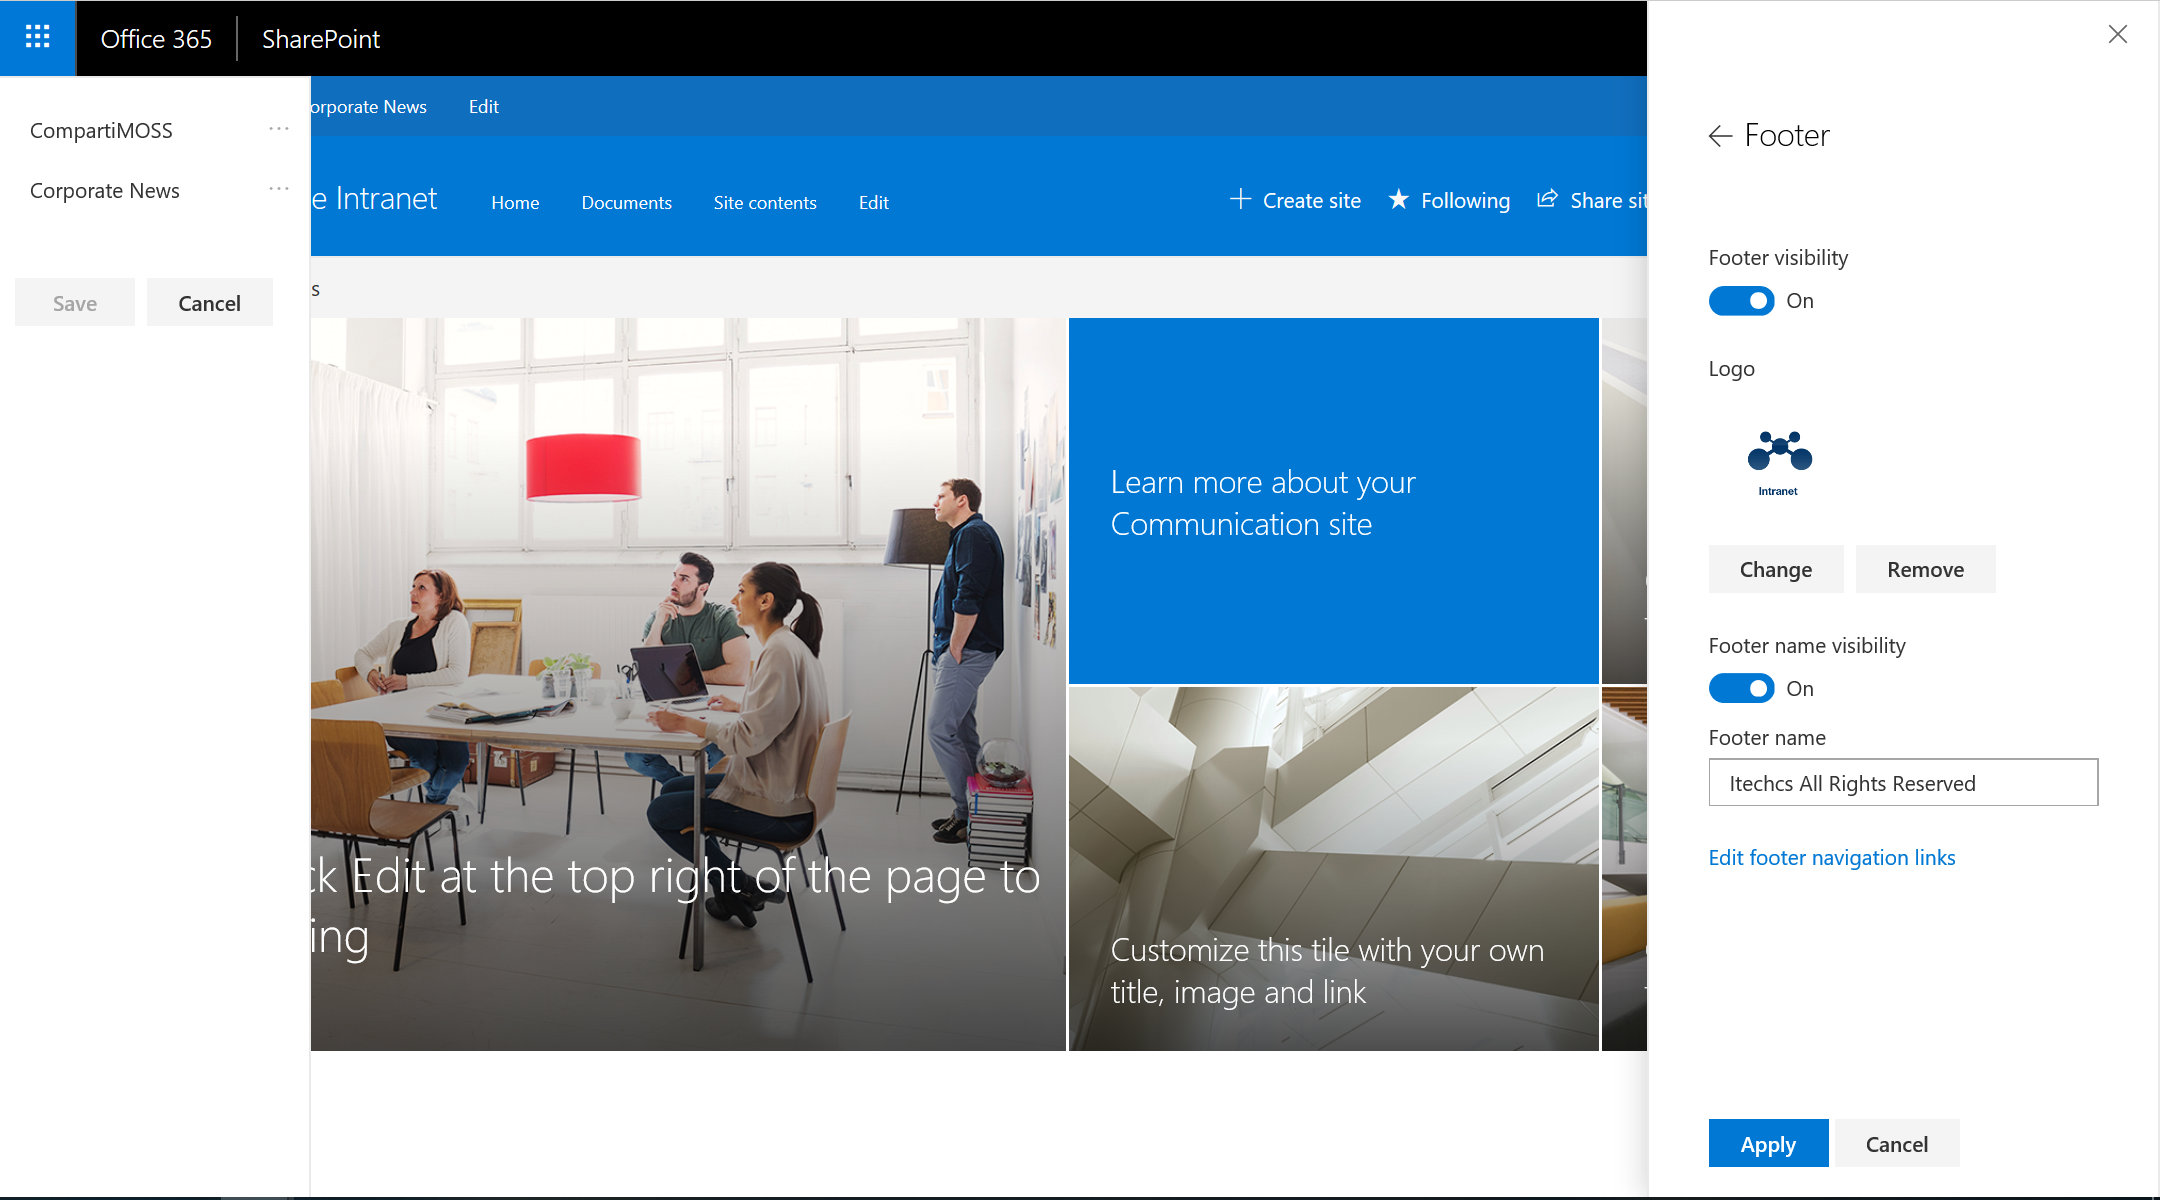 Office 365
SharePoint
CompartiMOSS
Corporate News
Save
Cancel
orporate News
Edit
e Intranet
Home
Documents
Site contents
Edit
Create site
Following
Share sit
s
Learn more about your
Communication site
ck Edit at the top right of the page to
ing
Customize this tile with your own
title, image and link
Footer
Footer visibility
On
Logo
Intranet
Change
Remove
Footer name visibility
On
Footer name
Itechcs All Rights Reserved
Edit footer navigation links
Apply
Cancel